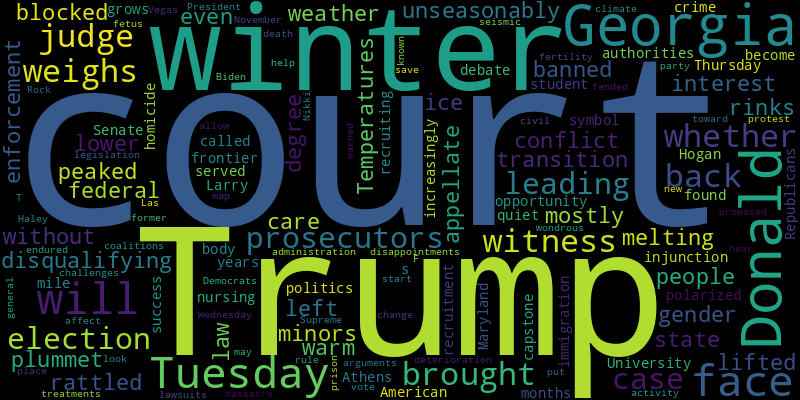 blocked
grows
fetus
Vegas
President
November
death
even
weather
unseasonably
seismic
Georgia
climate
crime
judge
weighs
winter
help
Biden
known
save
debate
fertility
banned
student
authorities
party
Thursday
become
Rock
enforcement
Senate
lower
homicide
allow
called
frontier
served
Larry
map
court
degree
Nikki
warned
Temperatures
recruiting
ice
increasingly
appellate
civil
fended
symbol
conflict
transition
interest
rinks
toward
protest
whether
Hogan
back
found
new
proposed
Donald
Republicans
peaked
federal
legislation
T
Haley
Las
former
without
endured
coalitions
disqualifying
challenges
mile
general
will
affect
success
election
plummet
look
place
rattled
treatments
lawsuits
massacre
Trump
care
prosecutors
body
administration
disappointments
F
years
Democrats
nursing
Wednesday
law
may
Tuesday
politics
S
start
left
Supreme
change
minors
warm
rule
arguments
deterioration
prison
Athens
vote
American
brought
recruitment
Maryland
capstone
immigration
put
months
leading
opportunity
quiet
mostly
wondrous
witness
melting
injunction
hear
people
polarized
gender
state
University
lifted
case
activity
face